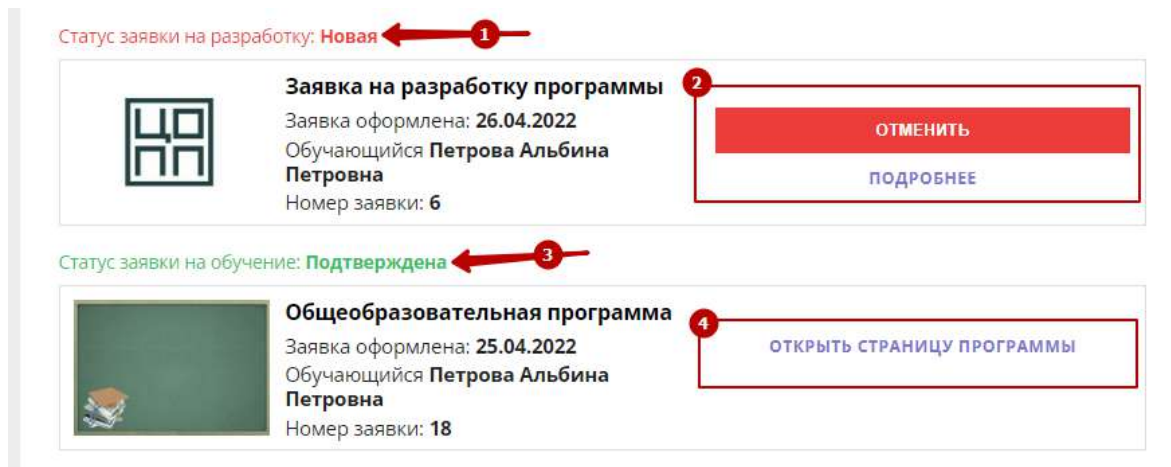 Статус заявки на разработку: Новая
1
Заявка на разработку программы
2
ЦО
ПП
Заявка оформлена: 26.04.2022
ОТМЕНИТЬ
Обучающийся Петрова Альбина
Петровна
ПОДРОБНЕЕ
Номер заявки: 6
Статус заявки на обучение: Подтверждена
3
Общеобразовательная программа
4
Заявка оформлена: 25.04.2022
ОТКРЫТЬ СТРАНИЦУ ПРОГРАММЫ
Обучающийся Петрова Альбина
Петровна
Номер заявки: 18